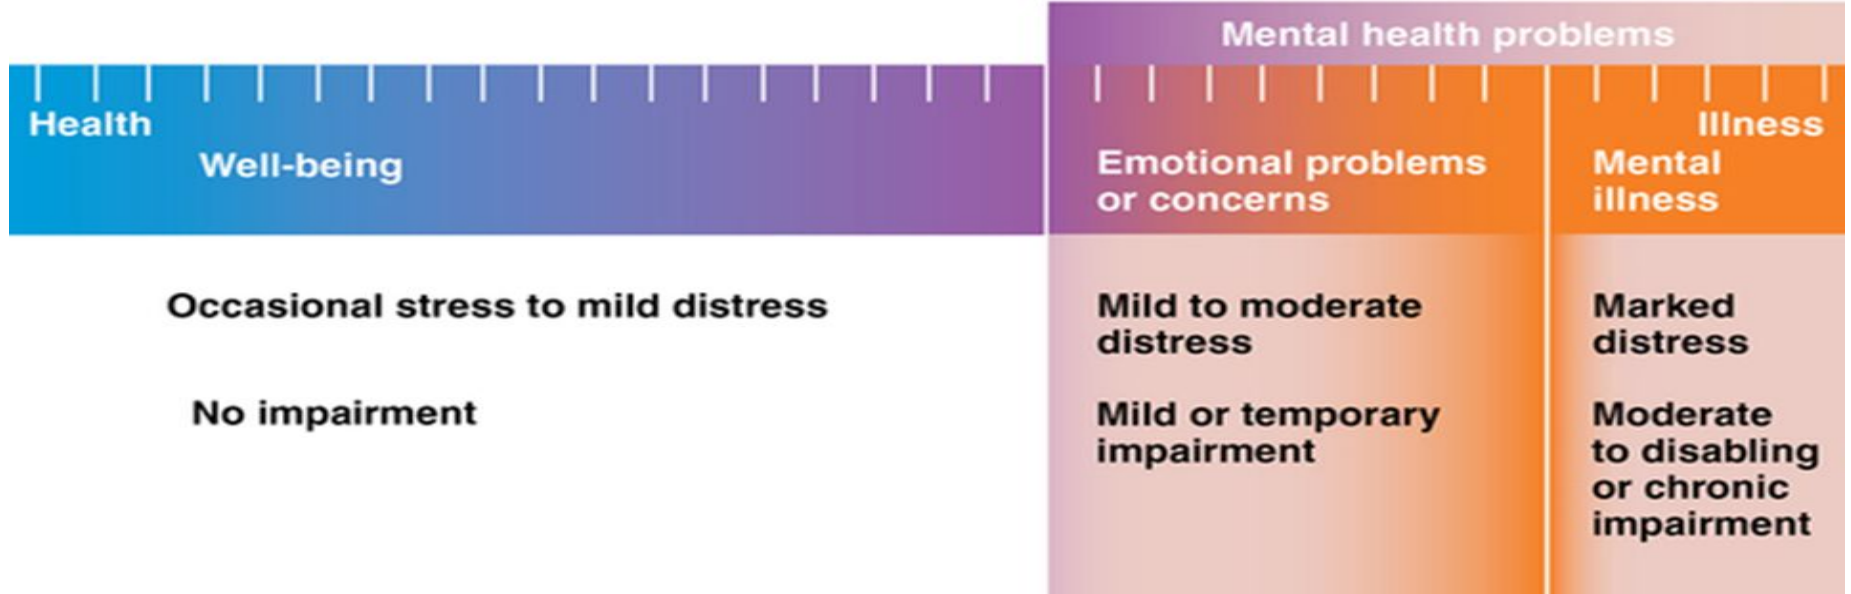 Mental health problems
Health
Illness
Well-being
Emotional problems
or concerns
Mental
illness
Occasional stress to mild distress
Mild to moderate
distress
Marked
distress
No impairment
Mild or temporary
impairment
Moderate
to disabling
or chronic
impairment